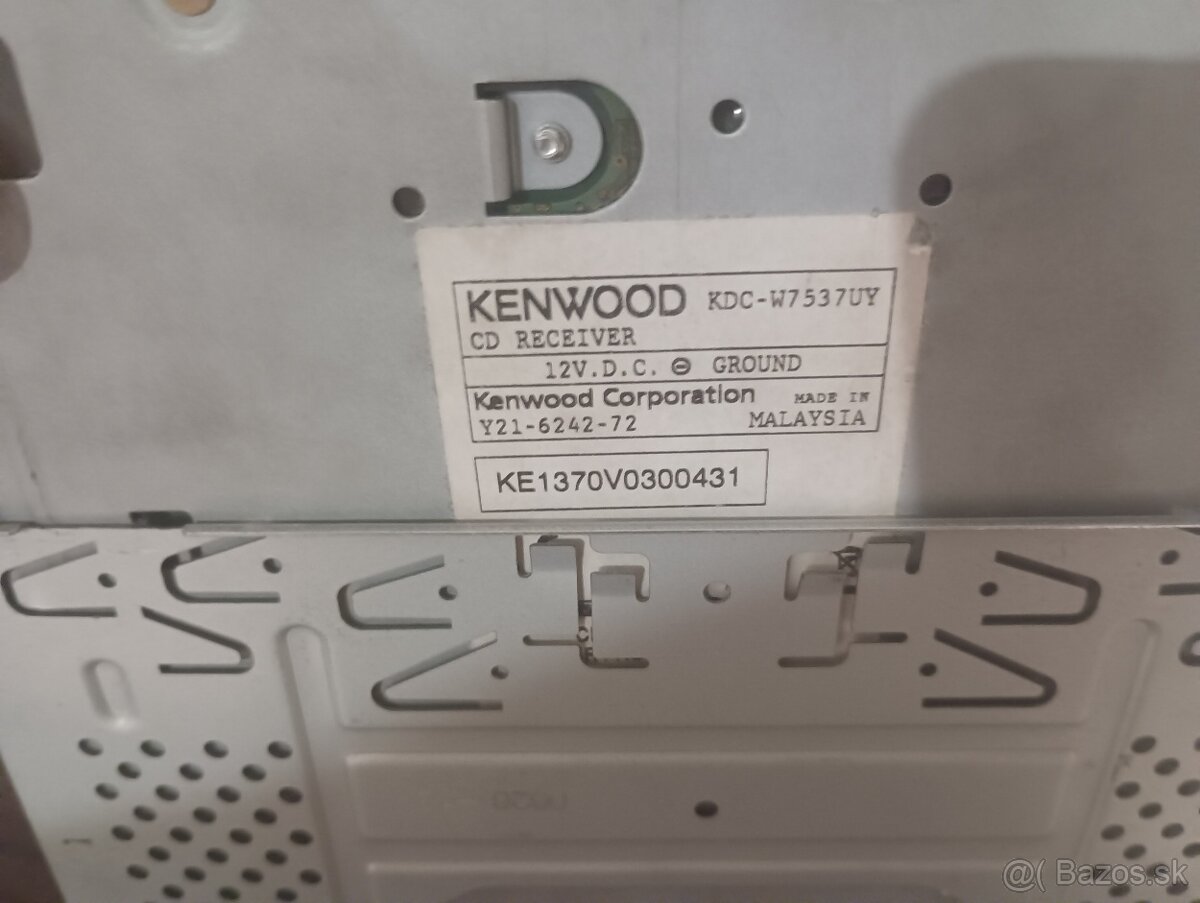 KENWOOD KDC-W7537UY
CD RECEIVER
12V.D.C. ⊖ GROUND
Kenwood Corporation MADE IN
Y21-6242-72 MALAYSIA
KE1370V0300431
@( Bazos.sk